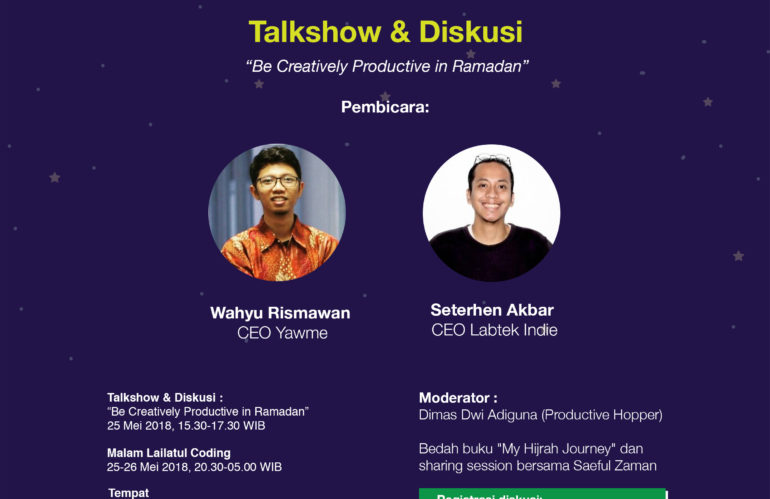 Talkshow & Diskusi
“Be Creatively Productive in Ramadan”
Pembicara:
Wahyu Rismawan
CEO Yawme
Seterhen Akbar
CEO Labtek Indie
Talkshow & Diskusi :
“Be Creatively Productive in Ramadan”
25 Mei 2018, 15.30-17.30 WIB
Malam Lailatul Coding
25-26 Mei 2018, 20.30-05.00 WIB
Tempat
Moderator :
Dimas Dwi Adiguna (Productive Hopper)
Bedah buku "My Hijrah Journey" dan
sharing session bersama Saeful Zaman
Registrasi diskusi: